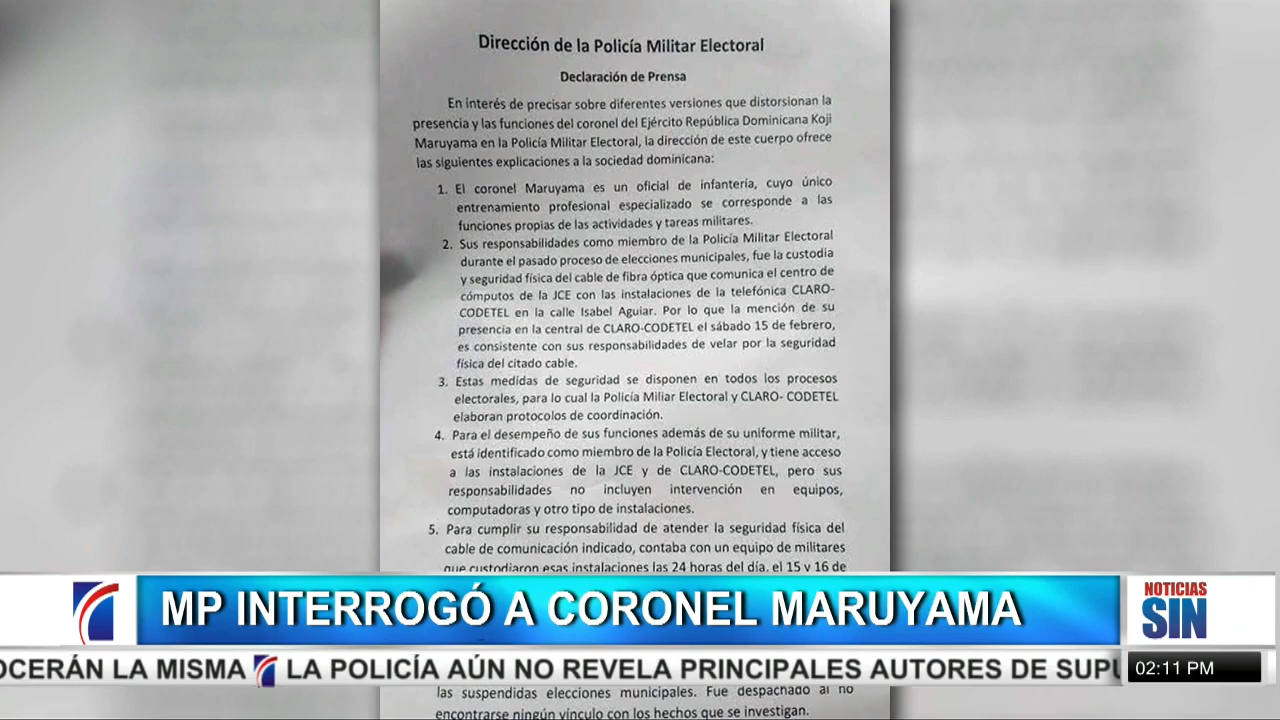 Dirección de la Policía Militar Electoral
Declaración de Prensa
En interés de precisar sobre diferentes versiones que distorsionan la
presencia y las funciones del coronel del Ejército República Dominicana Koji
Maruyama en la Policía Militar Electoral, la dirección de este cuerpo ofrece
las siguientes explicaciones a la sociedad dominicana:
1. El coronel Maruyama es un oficial de infantería, cuyo único
entrenamiento profesional especializado se corresponde a las
funciones propias de las actividades y tareas militares.
2. Sus responsabilidades como miembro de la Policía Militar Electoral
durante el pasado proceso de elecciones municipales, fue la custodia
y seguridad física del cable de fibra óptica que comunica el centro de
cómputos de la JCE con las instalaciones de la telefónica CLARO-
CODETEL en la calle Isabel Aguiar. Por lo que la mención de su
presencia en la central de CLARO-CODETEL el sábado 15 de febrero,
es consistente con sus responsabilidades de velar por la seguridad
física del citado cable.
3. Estas medidas de seguridad se disponen en todos los procesos
electorales, para lo cual la Policía Miliar Electoral y CLARO- CODETEL
elaboran protocolos de coordinación.
4. Para el desempeño de sus funciones además de su uniforme militar,
está identificado como miembro de la Policía Electoral, y tiene acceso
a las instalaciones de la JCE y de CLARO-CODETEL, pero sus
responsabilidades no incluyen intervención en equipos,
computadoras y otro tipo de instalaciones.
5. Para cumplir su responsabilidad de atender la seguridad física del
cable de comunicación indicado, contaba con un equipo de militares
que custodiaron esas instalaciones las 24 horas del día, el 15 y 16 de
MP INTERROGÓ A CORONEL MARUYAMA
NOTICIAS
SIN
OCERÁN LA MISMA LA POLICÍA AÚN NO REVELA PRINCIPALES AUTORES DE SUPU
02:11 PM
las suspendidas elecciones municipales. Fue despachado al no
encontrarse ningún vínculo con los hechos que se investigan.